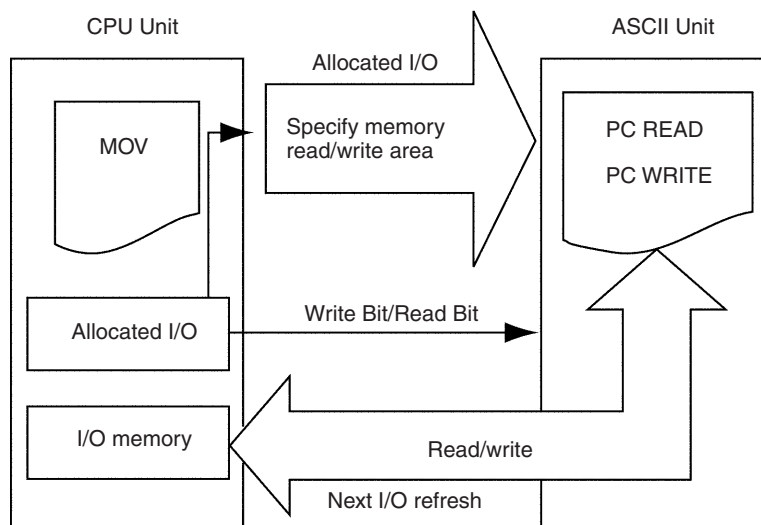 CPU Unit
ASCII Unit
Allocated I/O
MOV
Specify memory
read/write area
PC READ
PC WRITE
Allocated I/O
Write Bit/Read Bit
I/O memory
Read/write
Next I/O refresh